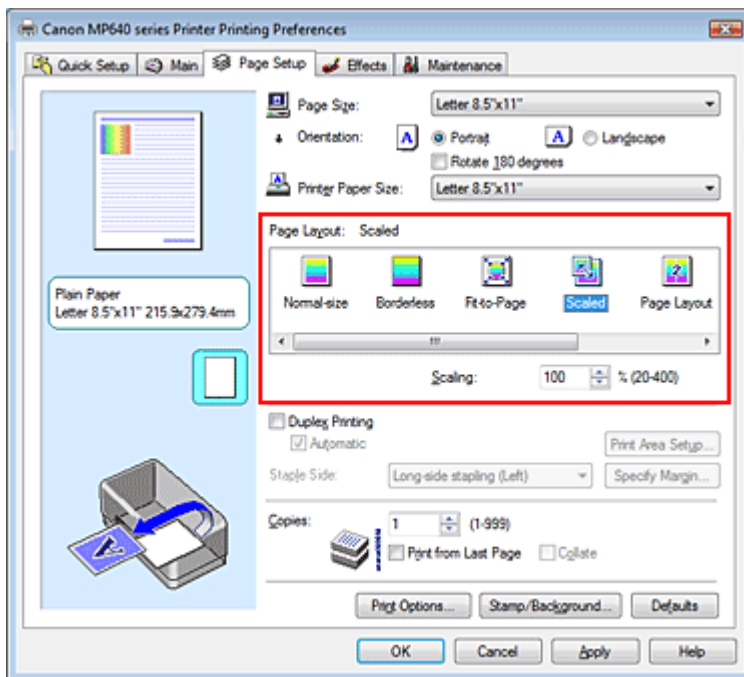 Canon MP640 series Printer Printing Preferences
Quick Setup Main Page Setup Effects Maintenance
Page Size: Letter 8.5"x11"
Orientation: A Portrait A Landscape
Rotate 180 degrees
Printer Paper Size: Letter 8.5"x11"
Page Layout: Scaled
Normal-size Borderless Fit-to-Page Scaled Page Layout
Scaling: 100 % (20-400)
Plain Paper
Letter 8.5"x11" 215.9x279.4mm
Duplex Printing
Automatic Print Area Setup...
Staple Side: Long-side stapling (Left) Specify Margin...
Copies: 1 (1-999)
Print from Last Page Collate
Print Options... Stamp/Background... Defaults
OK Cancel Apply Help